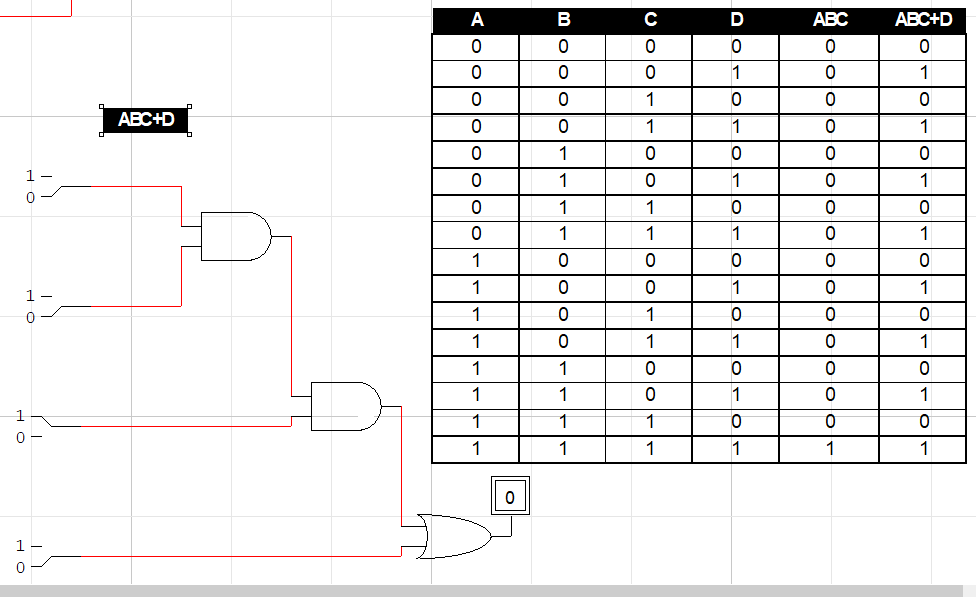 A B C D ABC ABC+D
0 0 0 0 0 0
0 0 0 1 0 1
0 0 1 0 0 0
0 0 1 1 0 1
0 1 0 0 0 0
0 1 0 1 0 1
0 1 1 0 0 0
0 1 1 1 0 1
1 0 0 0 0 0
1 0 0 1 0 1
1 0 1 0 0 0
1 0 1 1 0 1
1 1 0 0 0 0
1 1 0 1 0 1
1 1 1 0 0 0
1 1 1 1 1 1
ABC+D
1
0
1
0
1
0
0
1
0